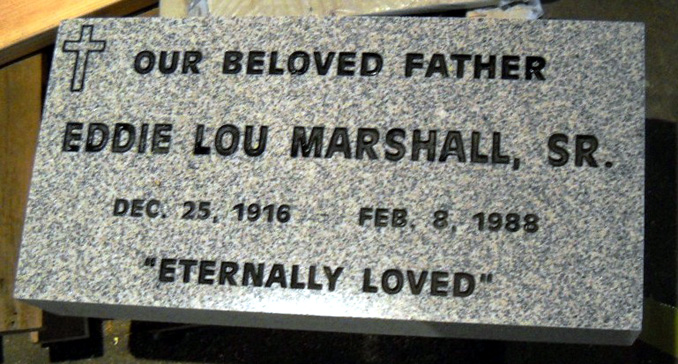 OUR BELOVED FATHER
EDDIE LOU MARSHALL, SR.
DEC. 25, 1916 FEB. 8, 1988
"ETERNALLY LOVED"